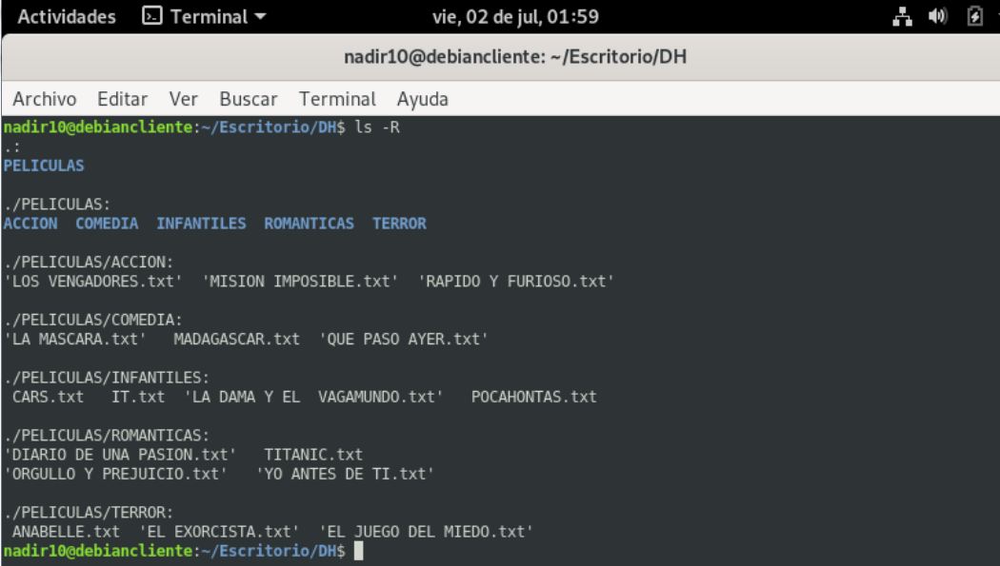 Actividades Terminal vie, 02 de jul, 01:59
nadir10@debiancliente: ~/Escritorio/DH
Archivo Editar Ver Buscar Terminal Ayuda
nadir10@debiancliente:~/Escritorio/DH$ ls -R
.:
PELICULAS

./PELICULAS:
ACCION  COMEDIA  INFANTILES  ROMANTICAS  TERROR

./PELICULAS/ACCION:
'LOS VENGADORES.txt'  'MISION IMPOSIBLE.txt'  'RAPIDO Y FURIOSO.txt'

./PELICULAS/COMEDIA:
'LA MASCARA.txt'   MADAGASCAR.txt  'QUE PASO AYER.txt'

./PELICULAS/INFANTILES:
 CARS.txt   IT.txt  'LA DAMA Y EL  VAGAMUNDO.txt'   POCAHONTAS.txt

./PELICULAS/ROMANTICAS:
'DIARIO DE UNA PASION.txt'   TITANIC.txt
'ORGULLO Y PREJUICIO.txt'   'YO ANTES DE TI.txt'

./PELICULAS/TERROR:
 ANABELLE.txt  'EL EXORCISTA.txt'  'EL JUEGO DEL MIEDO.txt'
nadir10@debiancliente:~/Escritorio/DH$